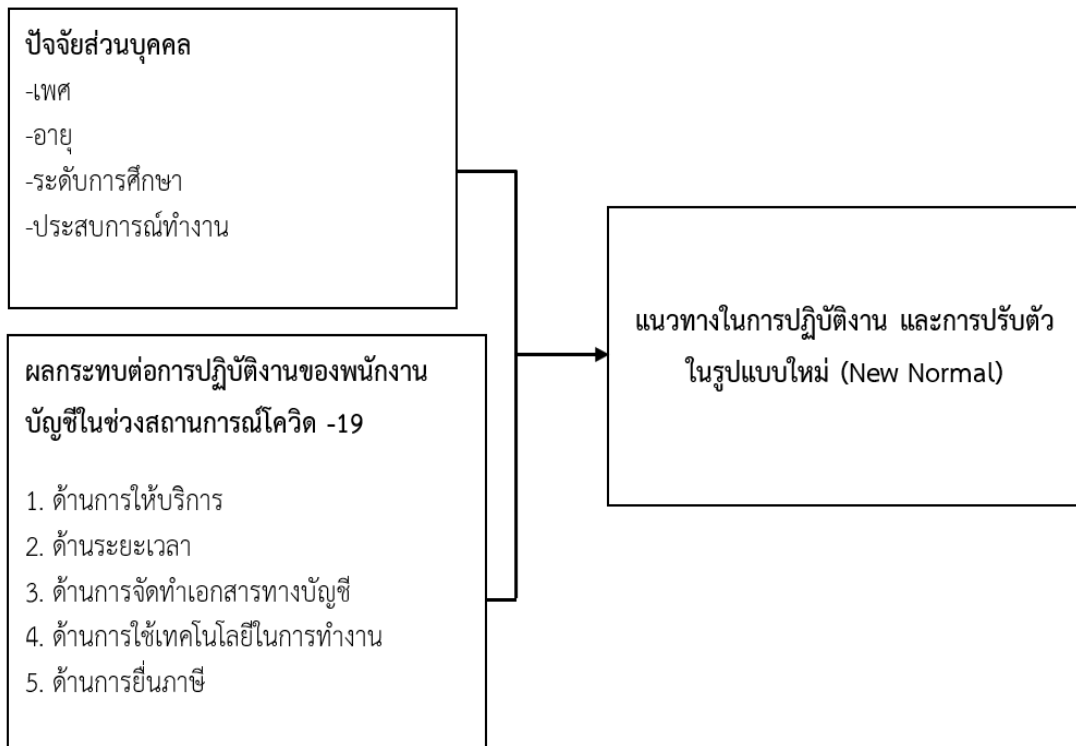 ปัจจัยส่วนบุคคล
-เพศ
-อายุ
-ระดับการศึกษา
-ประสบการณ์ทำงาน
ผลกระทบต่อการปฏิบัติงานของพนักงาน
บัญชีในช่วงสถานการณ์โควิด -19
1. ด้านการให้บริการ
2. ด้านระยะเวลา
3. ด้านการจัดทำเอกสารทางบัญชี
4. ด้านการใช้เทคโนโลยีในการทำงาน
5. ด้านการยื่นภาษี
แนวทางในการปฏิบัติงาน และการปรับตัว
ในรูปแบบใหม่ (New Normal)